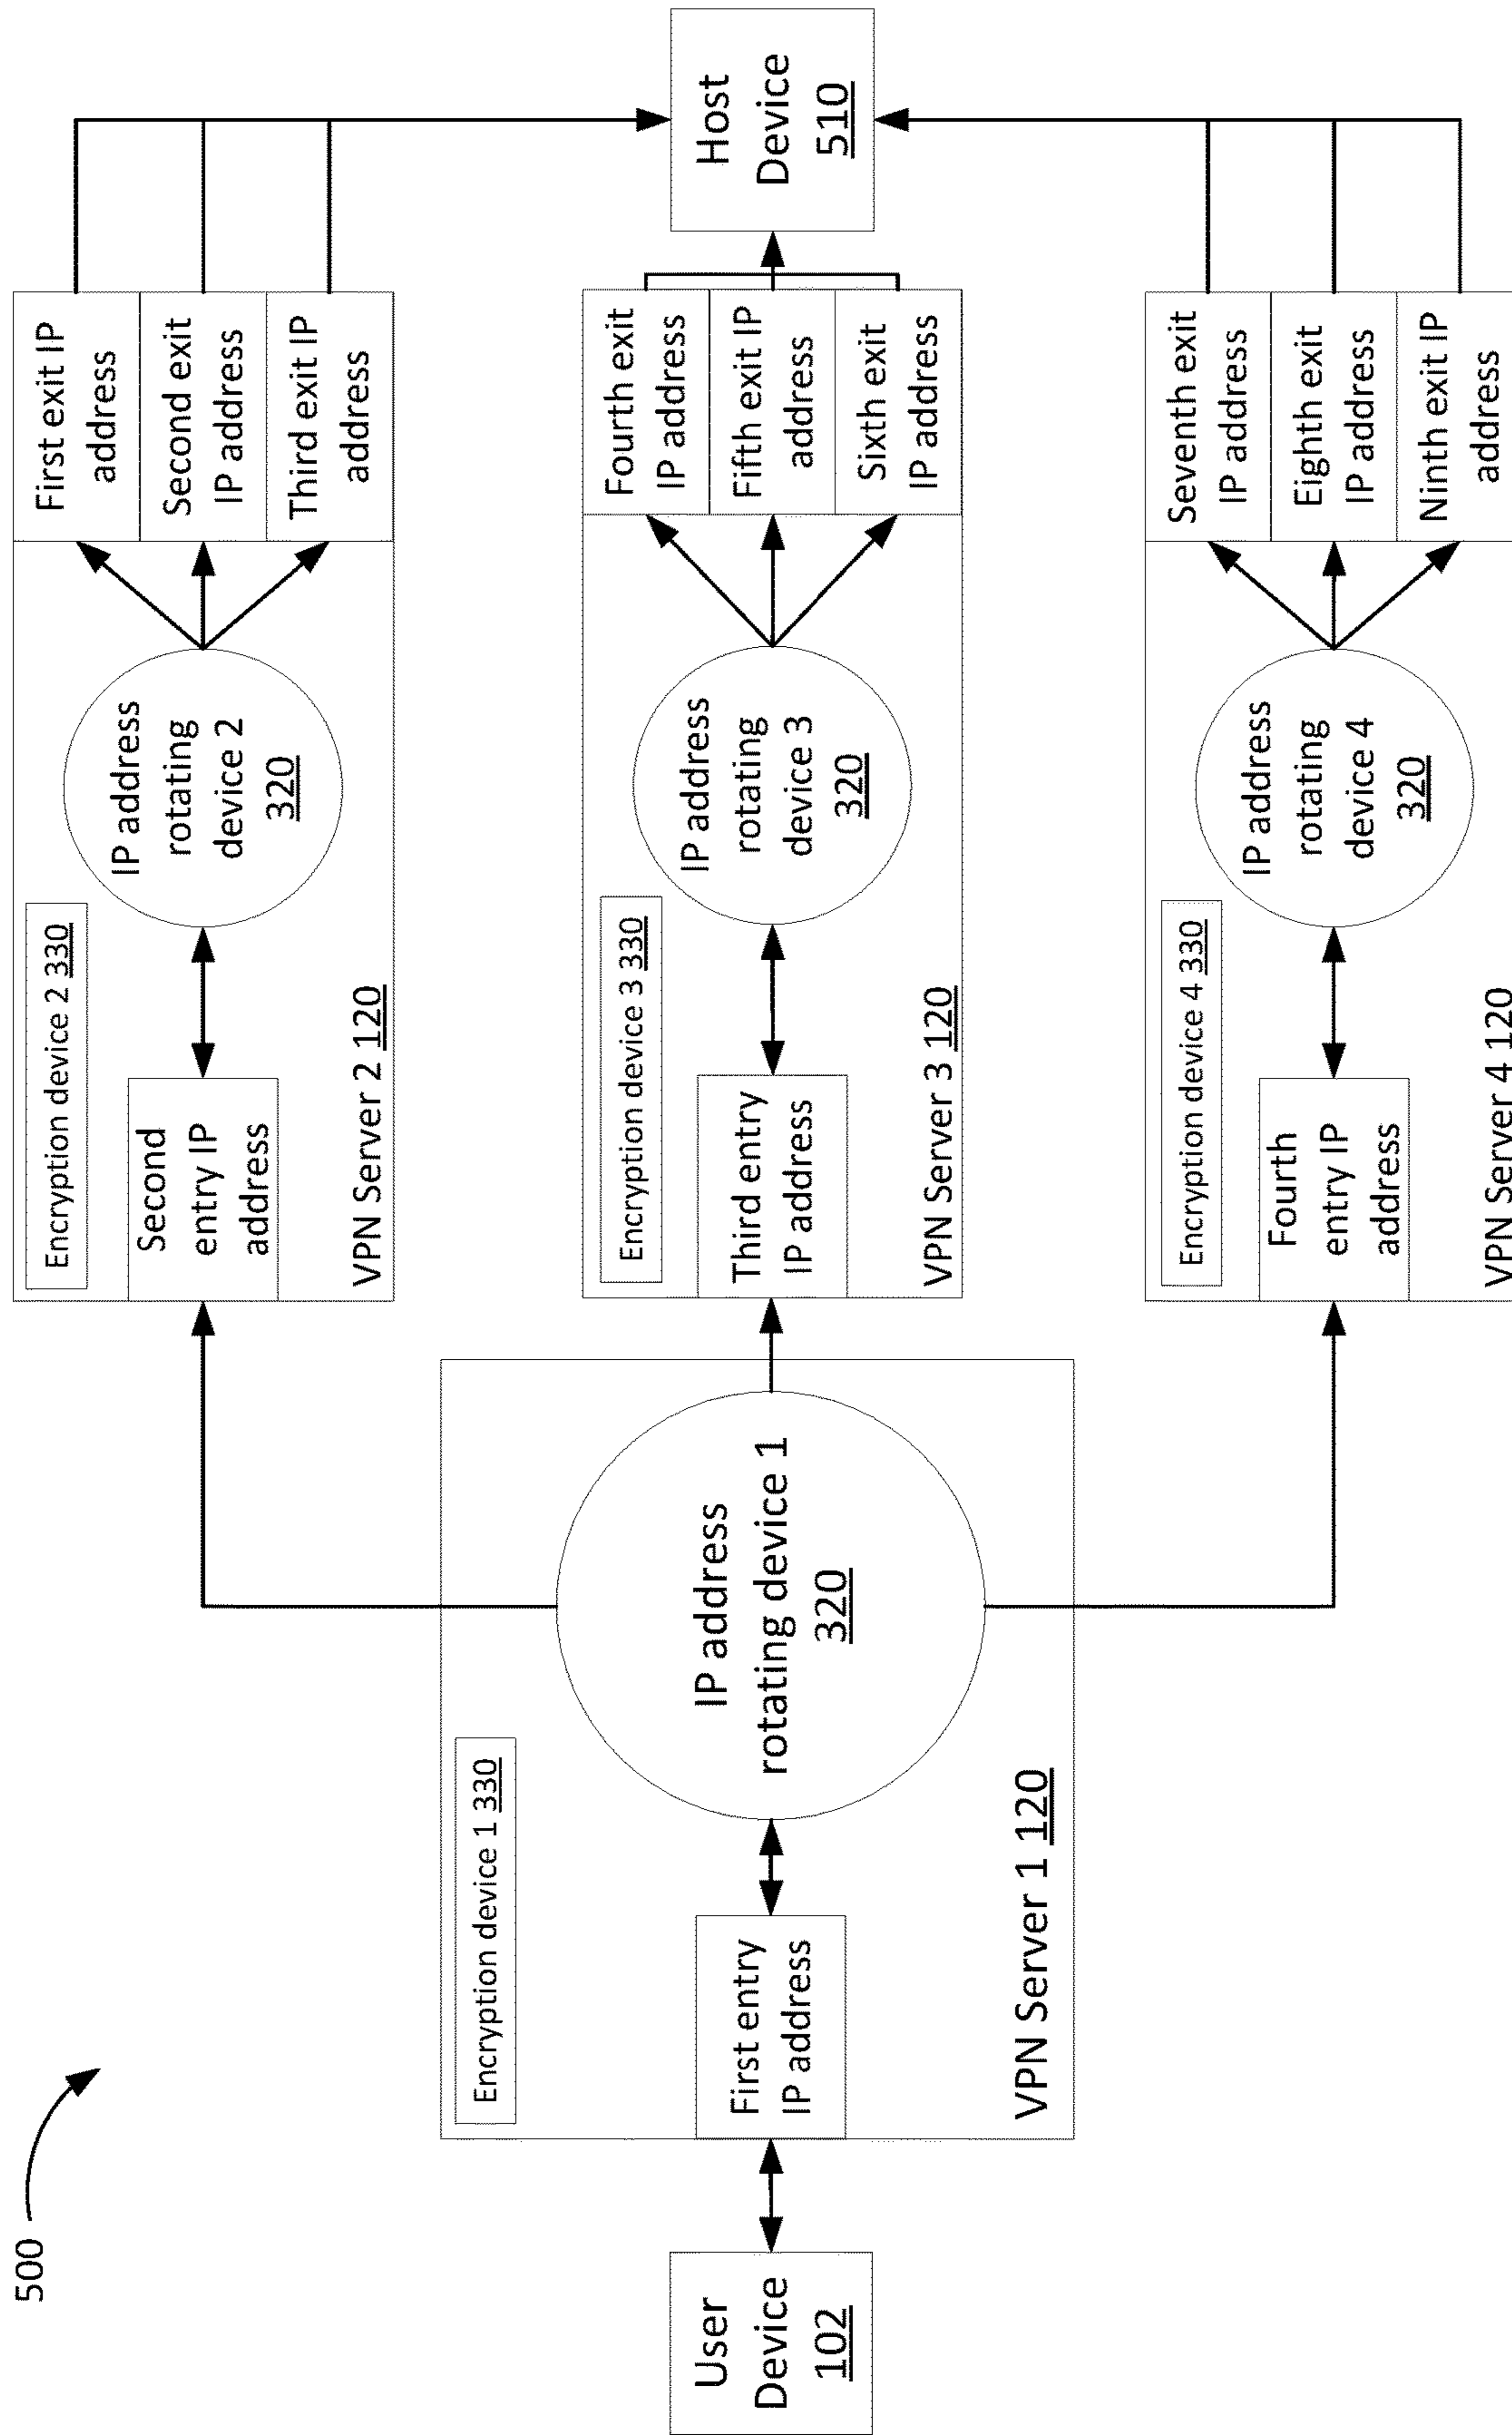 500
User
Device
102
Encryption device 1 330
First entry
IP address
IP address
rotating device 1
320
VPN Server 1 120
Encryption device 2 330
Second
entry IP
address
IP address
rotating
device 2
320
VPN Server 2 120
First exit IP
address
Second exit
IP address
Third exit IP
address
Encryption device 3 330
Third entry
IP address
IP address
rotating
device 3
320
VPN Server 3 120
Fourth exit
IP address
Fifth exit IP
address
Sixth exit
IP address
Encryption device 4 330
Fourth
entry IP
address
IP address
rotating
device 4
320
VPN Server 4 120
Seventh exit
IP address
Eighth exit
IP address
Ninth exit IP
address
Host
Device
510